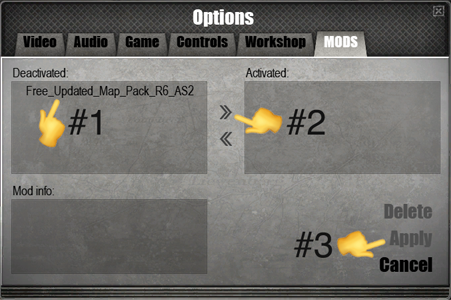 Options
Video Audio Game Controls Workshop MODS
Deactivated: Activated:
Free_Updated_Map_Pack_R6_AS2
#1 #2
Mod info:
Delete
#3 Apply
Cancel